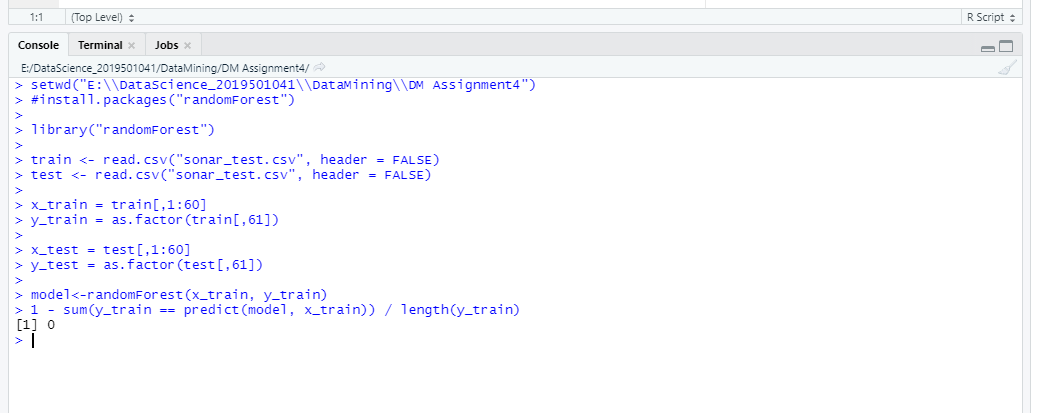 1:1 (Top Level) R Script
Console Terminal Jobs
E:/DataScience_2019501041/DataMining/DM Assignment4/
> setwd("E:\\DataScience_2019501041\\DataMining\\DM Assignment4")
> #install.packages("randomForest")
>
> library("randomForest")
>
> train <- read.csv("sonar_test.csv", header = FALSE)
> test <- read.csv("sonar_test.csv", header = FALSE)
>
> x_train = train[,1:60]
> y_train = as.factor(train[,61])
>
> x_test = test[,1:60]
> y_test = as.factor(test[,61])
>
> model<-randomForest(x_train, y_train)
> 1 - sum(y_train == predict(model, x_train)) / length(y_train)
[1] 0
>